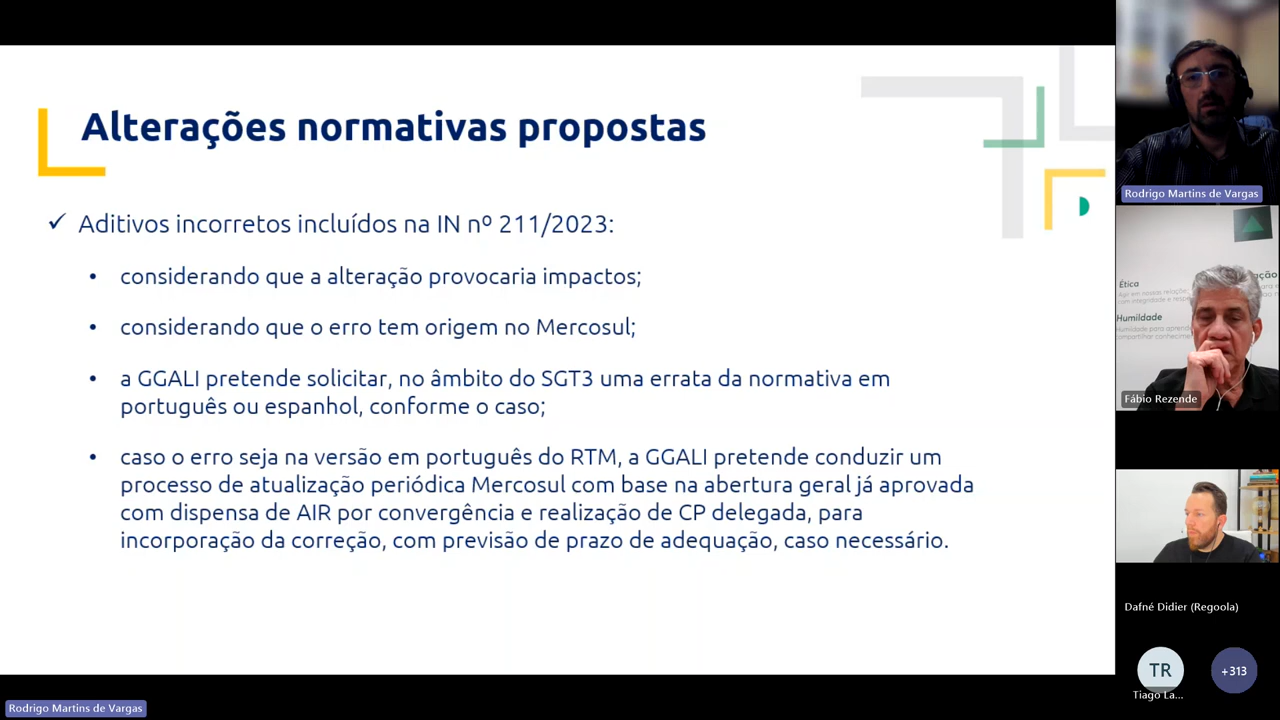 Alterações normativas propostas
✓ Aditivos incorretos incluídos na IN nº 211/2023:
• considerando que a alteração provocaria impactos;
• considerando que o erro tem origem no Mercosul;
• a GGALI pretende solicitar, no âmbito do SGT3 uma errata da normativa em
português ou espanhol, conforme o caso;
• caso o erro seja na versão em português do RTM, a GGALI pretende conduzir um
processo de atualização periódica Mercosul com base na abertura geral já aprovada
com dispensa de AIR por convergência e realização de CP delegada, para
incorporação da correção, com previsão de prazo de adequação, caso necessário.
Rodrigo Martins de Vargas
Ética
Humildade
Fábio Rezende
Dafné Didier (Regoola)
TR
+313
Tiago La...
Rodrigo Martins de Vargas